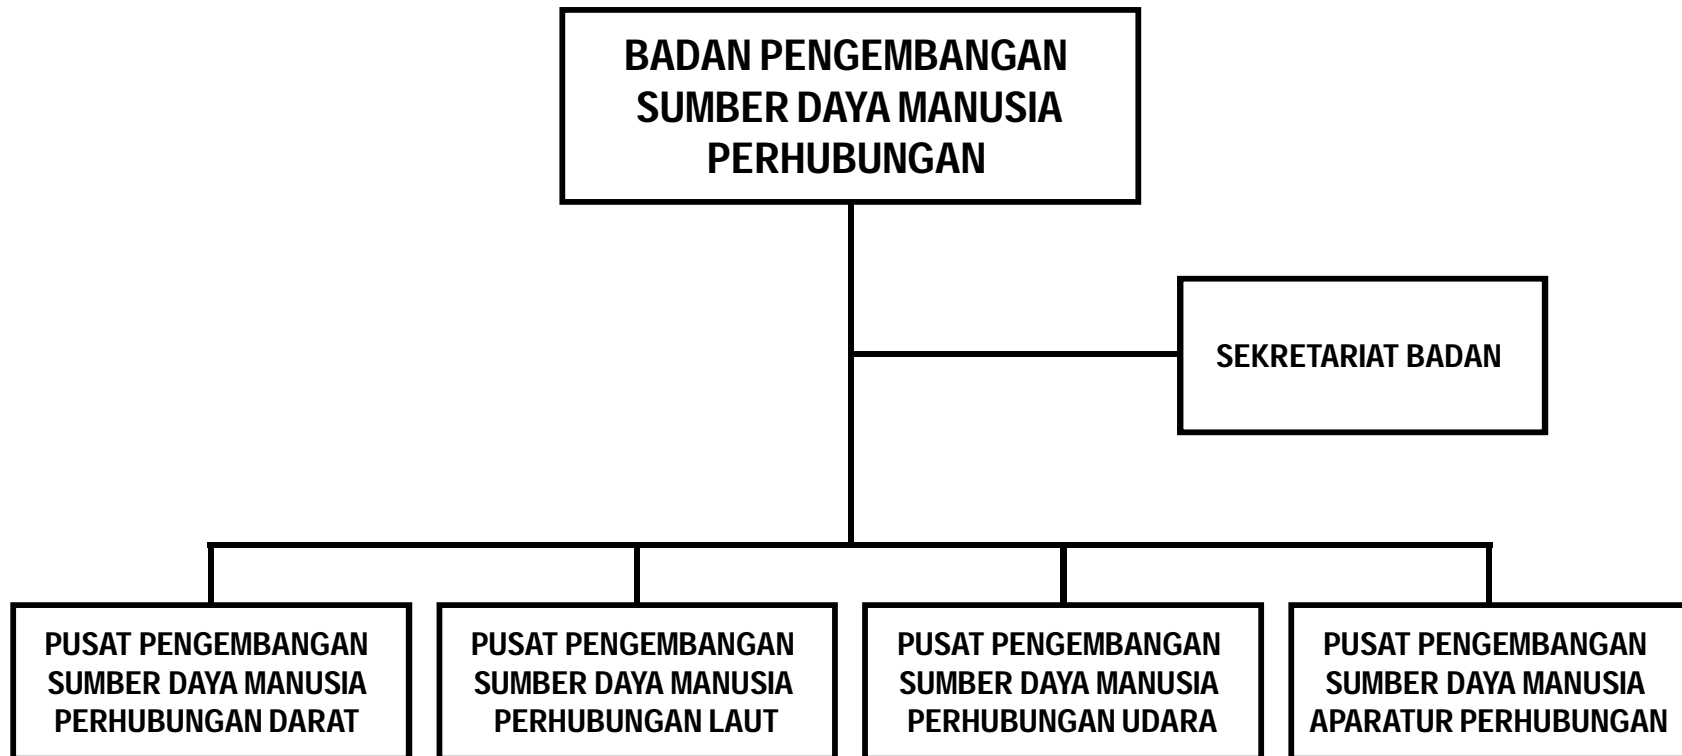 BADAN PENGEMBANGAN
SUMBER DAYA MANUSIA
PERHUBUNGAN
SEKRETARIAT BADAN
PUSAT PENGEMBANGAN
SUMBER DAYA MANUSIA
PERHUBUNGAN DARAT
PUSAT PENGEMBANGAN
SUMBER DAYA MANUSIA
PERHUBUNGAN LAUT
PUSAT PENGEMBANGAN
SUMBER DAYA MANUSIA
PERHUBUNGAN UDARA
PUSAT PENGEMBANGAN
SUMBER DAYA MANUSIA
APARATUR PERHUBUNGAN